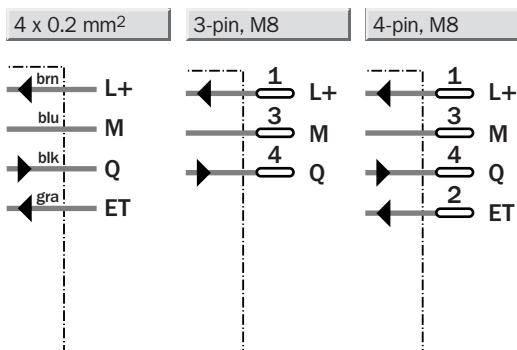 4 x 0.2 mm²
brn L+
blu M
blk Q
gra ET
3-pin, M8
1 L+
3 M
4 Q
4-pin, M8
1 L+
3 M
4 Q
2 ET